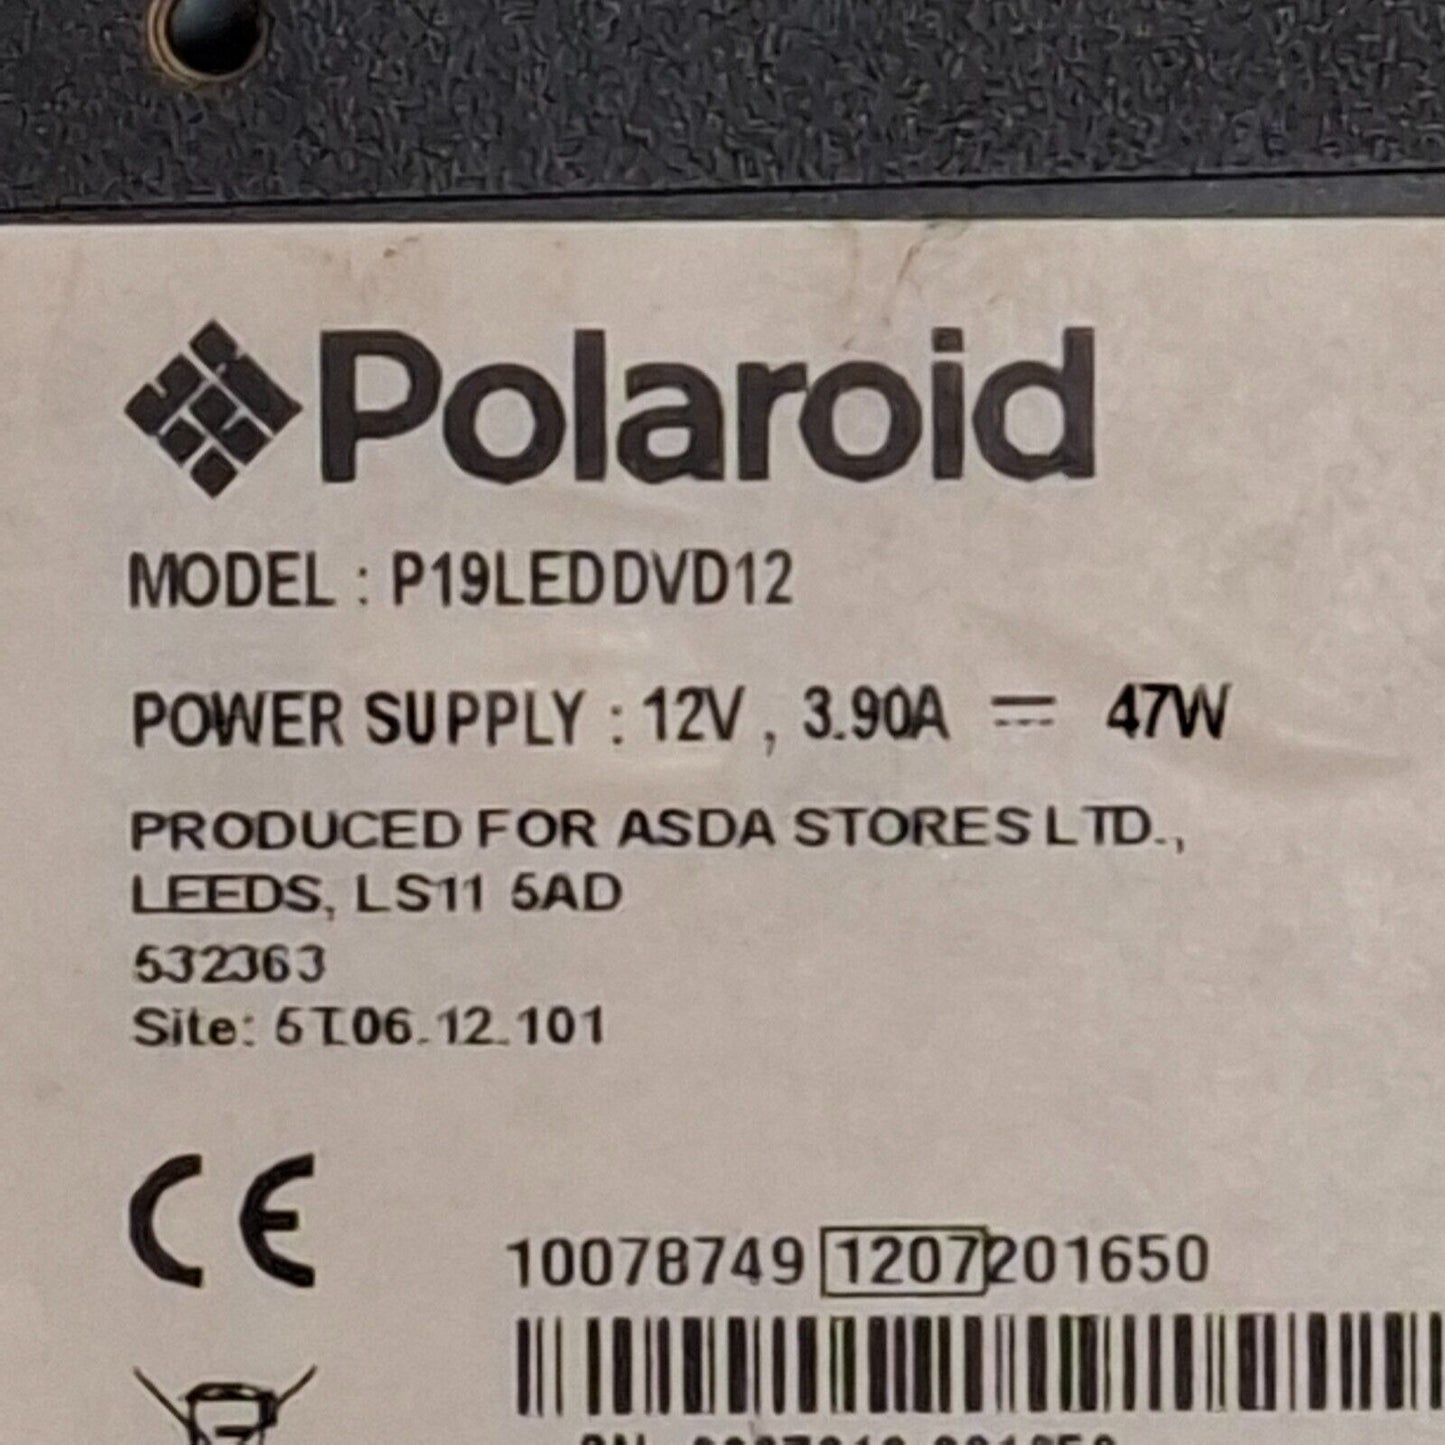 Polaroid
MODEL : P19LEDDVD12
POWER SUPPLY : 12V , 3.90A ⎓ 47W
PRODUCED FOR ASDA STORES LTD.,
LEEDS, LS11 5AD
532363
Site: 5T.06.12.101
CE
10078749 1207201650